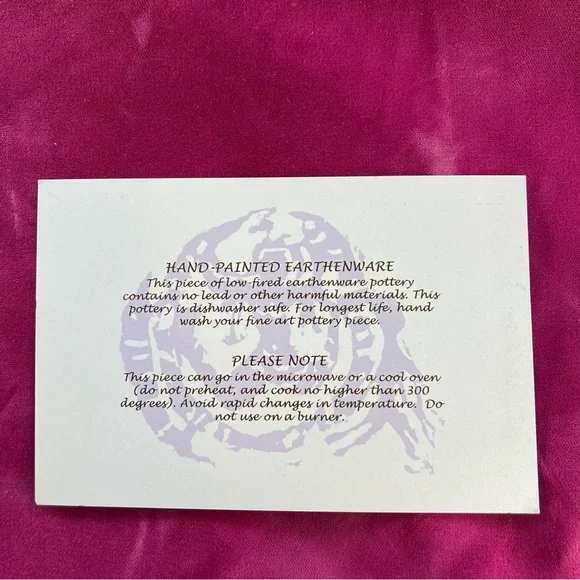 HAND-PAINTED EARTHENWARE
This piece of low-fired earthenware pottery
contains no lead or other harmful materials. This
pottery is dishwasher safe. For longest life, hand
wash your fine art pottery piece.
PLEASE NOTE
This piece can go in the microwave or a cool oven
(do not preheat, and cook no higher than 300
degrees). Avoid rapid changes in temperature. Do
not use on a burner.